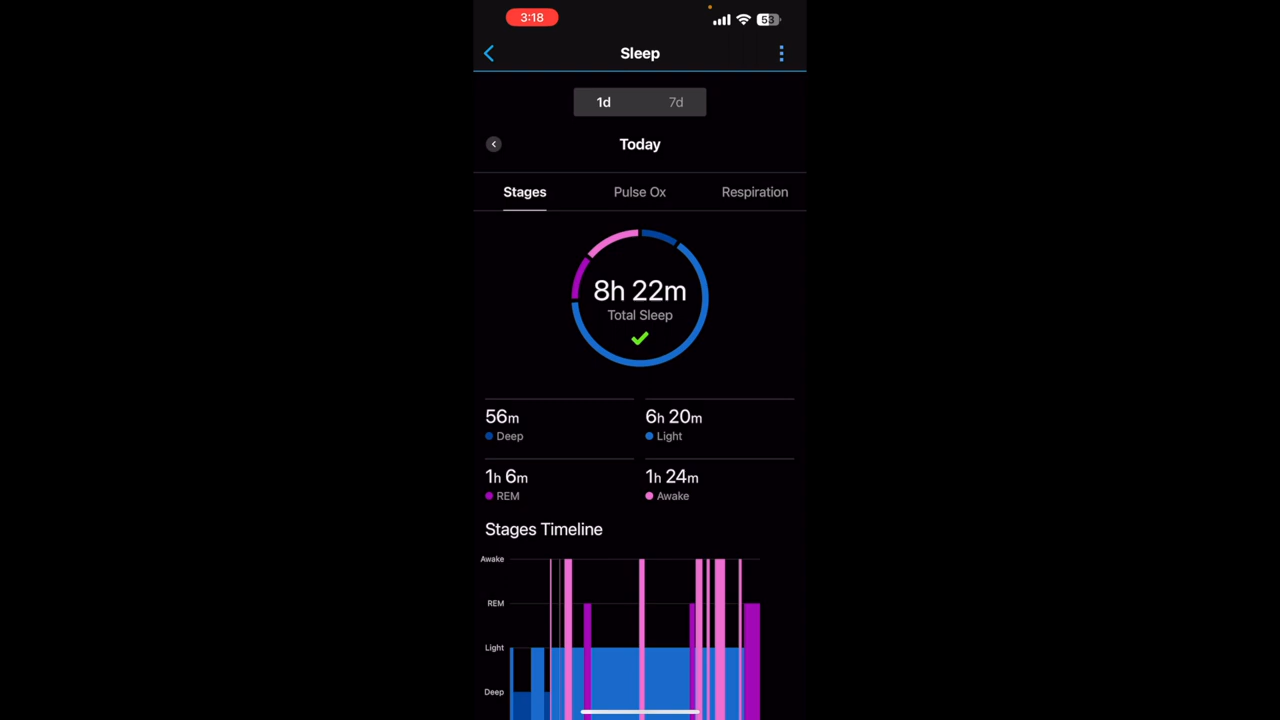 3:18
53
Sleep
1d 7d
Today
Stages Pulse Ox Respiration
8h 22m
Total Sleep
56m 6h 20m
Deep Light
1h 6m 1h 24m
REM Awake
Stages Timeline
Awake
REM
Light
Deep